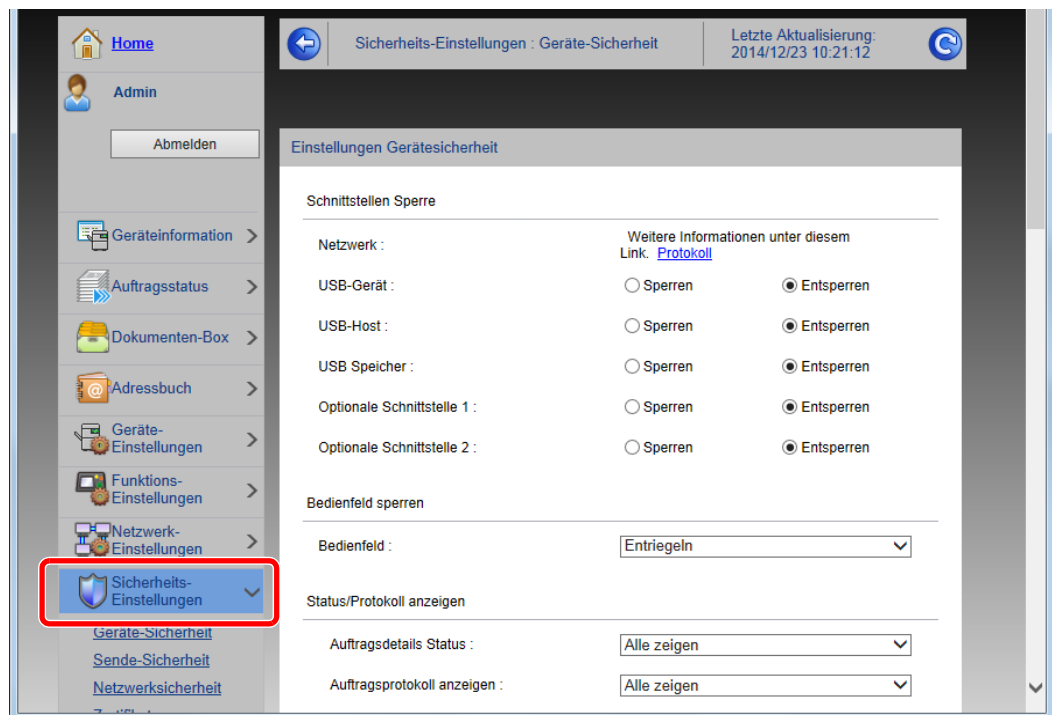 Home
Admin
Abmelden
Geräteinformation
Auftragsstatus
Dokumenten-Box
Adressbuch
Geräte-
Einstellungen
Funktions-
Einstellungen
Netzwerk-
Einstellungen
Sicherheits-
Einstellungen
Geräte-Sicherheit
Sende-Sicherheit
Netzwerksicherheit
Sicherheits-Einstellungen : Geräte-Sicherheit
Letzte Aktualisierung:
2014/12/23 10:21:12
Einstellungen Gerätesicherheit
Schnittstellen Sperre
Netzwerk : Weitere Informationen unter diesem
Link. Protokoll
USB-Gerät : Sperren Entsperren
USB-Host : Sperren Entsperren
USB Speicher : Sperren Entsperren
Optionale Schnittstelle 1 : Sperren Entsperren
Optionale Schnittstelle 2 : Sperren Entsperren
Bedienfeld sperren
Bedienfeld : Entriegeln
Status/Protokoll anzeigen
Auftragsdetails Status : Alle zeigen
Auftragsprotokoll anzeigen : Alle zeigen